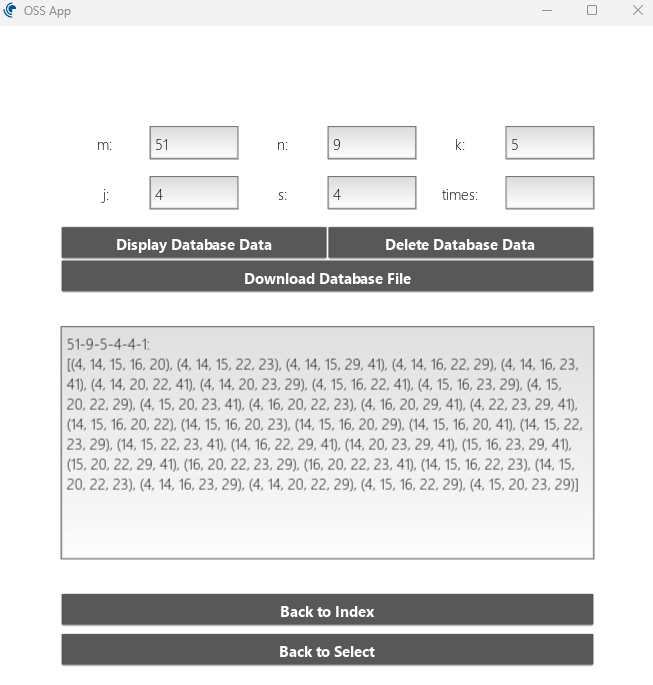 OSS App
m: 51 n: 9 k: 5
j: 4 s: 4 times:
Display Database Data Delete Database Data
Download Database File
51-9-5-4-4-1:
[(4, 14, 15, 16, 20), (4, 14, 15, 22, 23), (4, 14, 15, 29, 41), (4, 14, 16, 22, 29), (4, 14, 16, 23,
41), (4, 14, 20, 22, 41), (4, 14, 20, 23, 29), (4, 15, 16, 22, 41), (4, 15, 16, 23, 29), (4, 15,
20, 22, 29), (4, 15, 20, 23, 41), (4, 16, 20, 22, 23), (4, 16, 20, 29, 41), (4, 22, 23, 29, 41),
(14, 15, 16, 20, 22), (14, 15, 16, 20, 23), (14, 15, 16, 20, 29), (14, 15, 16, 20, 41), (14, 15, 22,
23, 29), (14, 15, 22, 23, 41), (14, 16, 22, 29, 41), (14, 20, 23, 29, 41), (15, 16, 23, 29, 41),
(15, 20, 22, 29, 41), (16, 20, 22, 23, 29), (16, 20, 22, 23, 41), (14, 15, 16, 22, 23), (14, 15,
20, 22, 23), (4, 14, 16, 23, 29), (4, 14, 20, 22, 29), (4, 15, 16, 22, 29), (4, 15, 20, 23, 29)]
Back to Index
Back to Select